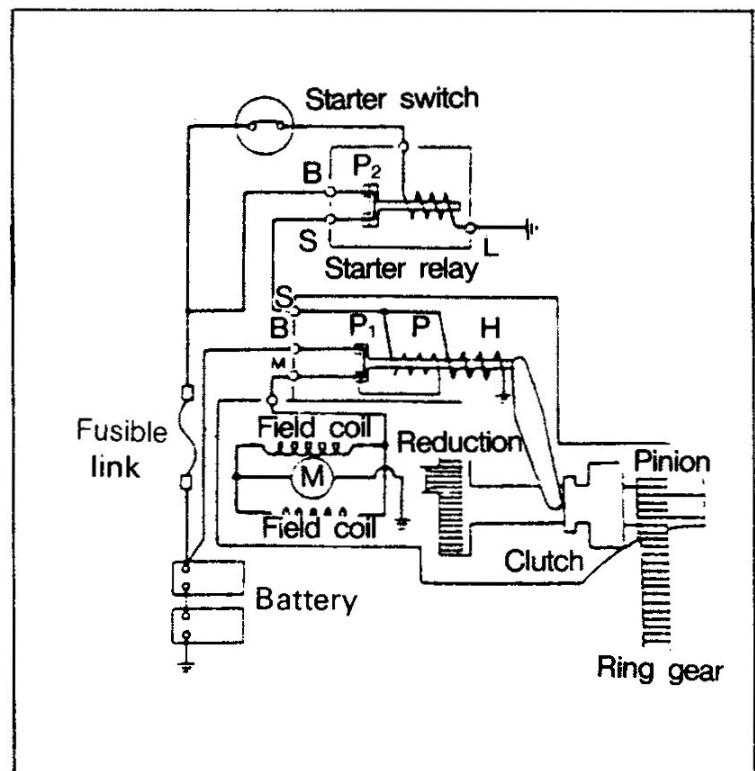 Starter switch
B P₂
S L
Starter relay
S
B P₁ P H
M
Field coil
Reduction
Pinion
Fusible
link
M
Field coil
Clutch
Battery
Ring gear